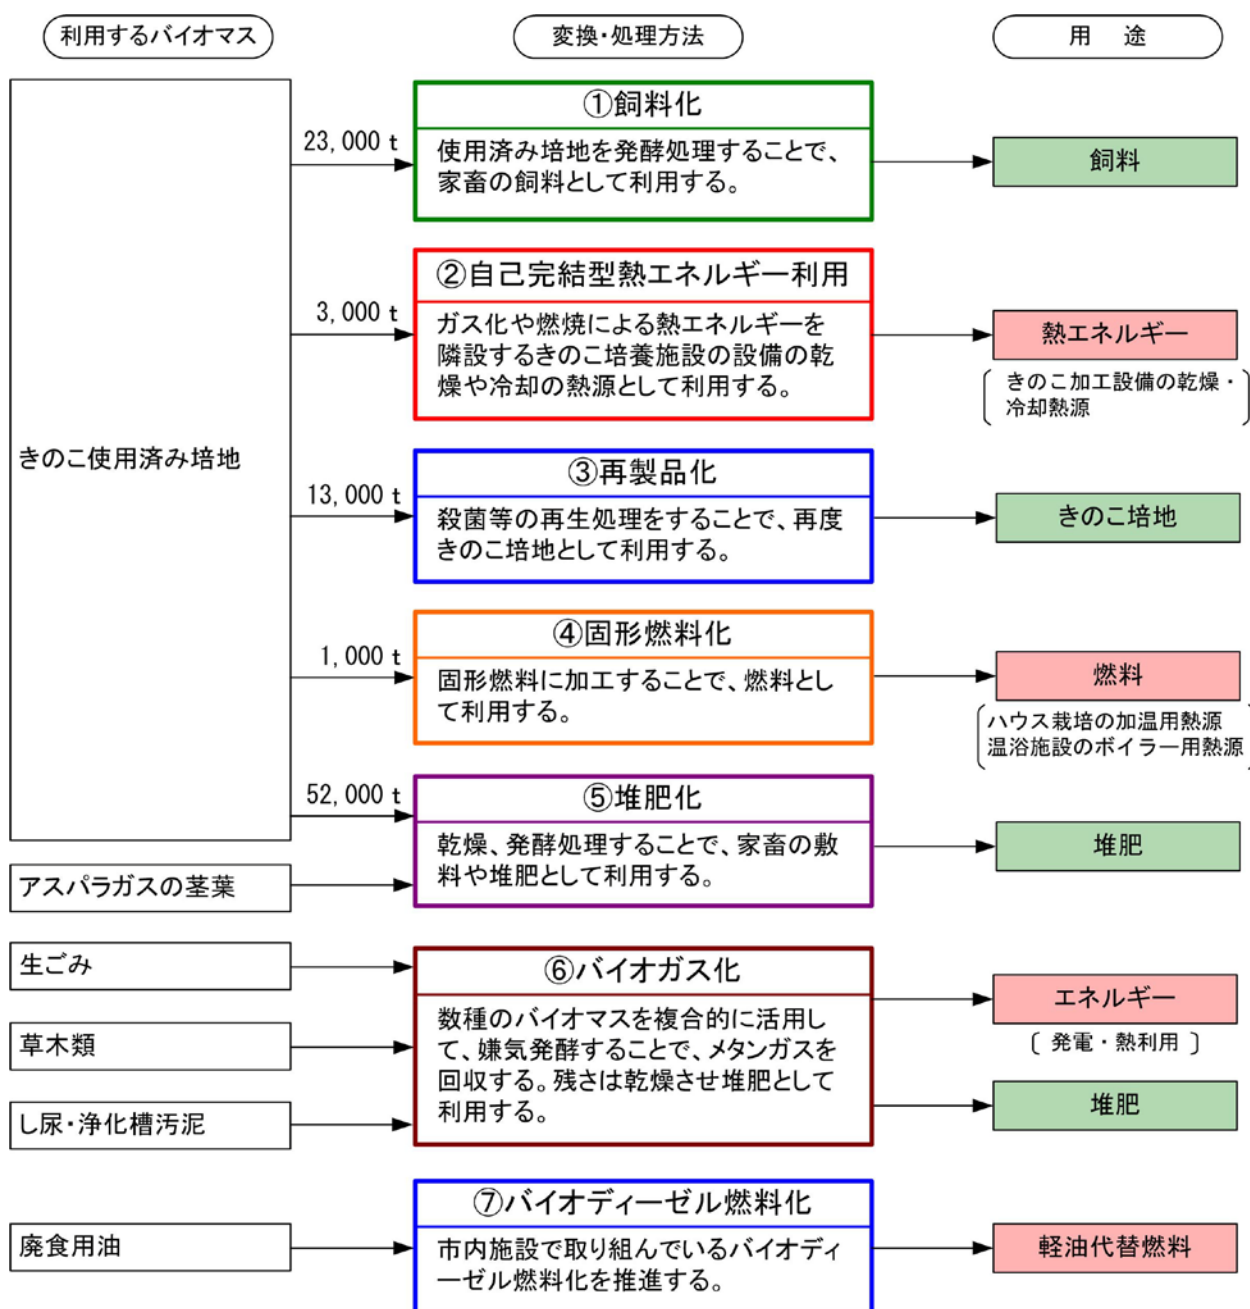 利用するバイオマス
変換・処理方法
用　途
きのこ使用済み培地
23,000 t
①飼料化
使用済み培地を発酵処理することで、
家畜の飼料として利用する。
飼料
3,000 t
②自己完結型熱エネルギー利用
ガス化や燃焼による熱エネルギーを
隣設するきのこ培養施設の設備の乾
燥や冷却の熱源として利用する。
熱エネルギー
きのこ加工設備の乾燥・
冷却熱源
13,000 t
③再製品化
殺菌等の再生処理をすることで、再度
きのこ培地として利用する。
きのこ培地
1,000 t
④固形燃料化
固形燃料に加工することで、燃料とし
て利用する。
燃料
ハウス栽培の加温用熱源
温浴施設のボイラー用熱源
52,000 t
⑤堆肥化
乾燥、発酵処理することで、家畜の敷
料や堆肥として利用する。
堆肥
アスパラガスの茎葉
生ごみ
草木類
し尿・浄化槽汚泥
⑥バイオガス化
数種のバイオマスを複合的に活用し
て、嫌気発酵することで、メタンガスを
回収する。残さは乾燥させ堆肥として
利用する。
エネルギー
〔 発電・熱利用 〕
堆肥
廃食用油
⑦バイオディーゼル燃料化
市内施設で取り組んでいるバイオディ
ーゼル燃料化を推進する。
軽油代替燃料